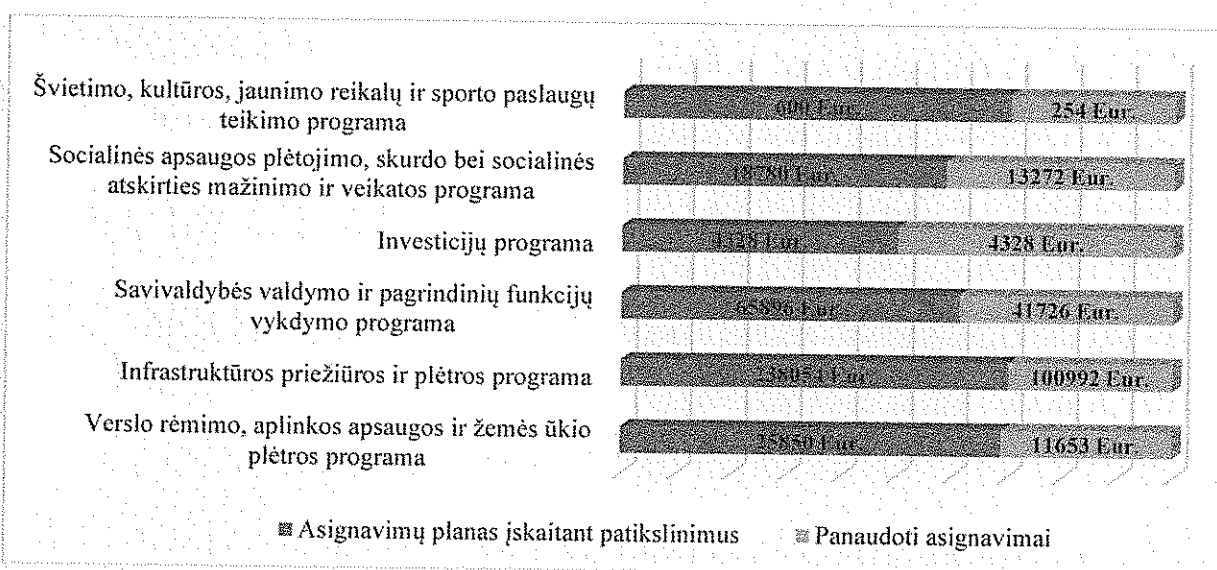 Švietimo, kultūros, jaunimo reikalų ir sporto paslaugų
teikimo programa
600 Eur.
254 Eur.
Socialinės apsaugos plėtojimo, skurdo bei socialinės
atskirties mažinimo ir veikatos programa
18780 Eur.
13272 Eur.
Investicijų programa
4328 Eur.
4328 Eur.
Savivaldybės valdymo ir pagrindinių funkcijų
vykdymo programa
65896 Eur.
41726 Eur.
Infrastruktūros priežiūros ir plėtros programa
Eur.
100992 Eur.
Verslo rėmimo, aplinkos apsaugos ir žemės ūkio
plėtros programa
25850 Eur.
11653 Eur.
Asignavimų planas įskaitant patikslinimus
Panaudoti asignavimai